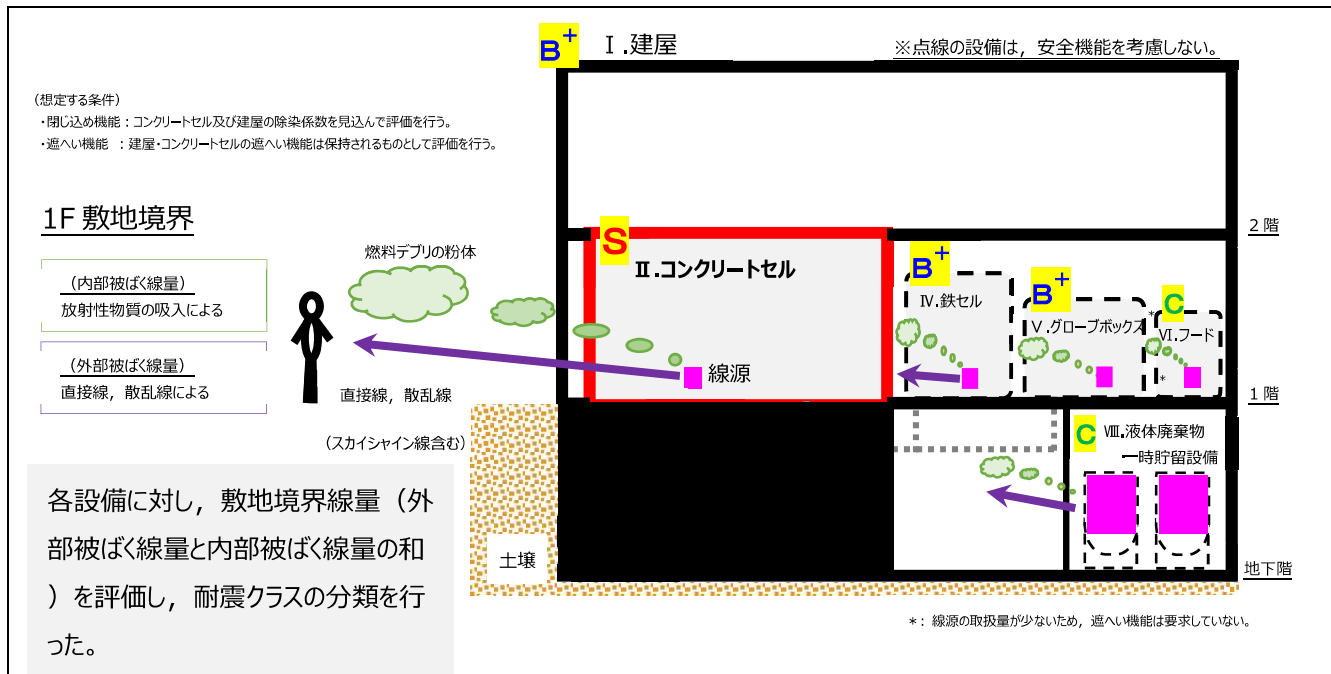 B+
Ⅰ.建屋
※点線の設備は，安全機能を考慮しない。
(想定する条件)
・閉じ込め機能：コンクリートセル及び建屋の除染係数を見込んで評価を行う。
・遮へい機能 ：建屋・コンクリートセルの遮へい機能は保持されるものとして評価を行う。
1F 敷地境界
(内部被ばく線量)
放射性物質の吸入による
(外部被ばく線量)
直接線，散乱線による
燃料デブリの粉体
直接線，散乱線
(スカイシャイン線含む)
S
Ⅱ.コンクリートセル
線源
B+
Ⅳ.鉄セル
B+
Ⅴ.グローブボックス
C
*
Ⅵ.フード
*
2階
1階
C
Ⅷ.液体廃棄物
一時貯留設備
地下階
土壌
各設備に対し，敷地境界線量（外
部被ばく線量と内部被ばく線量の和
）を評価し，耐震クラスの分類を行
った。
*：線源の取扱量が少ないため，遮へい機能は要求していない。